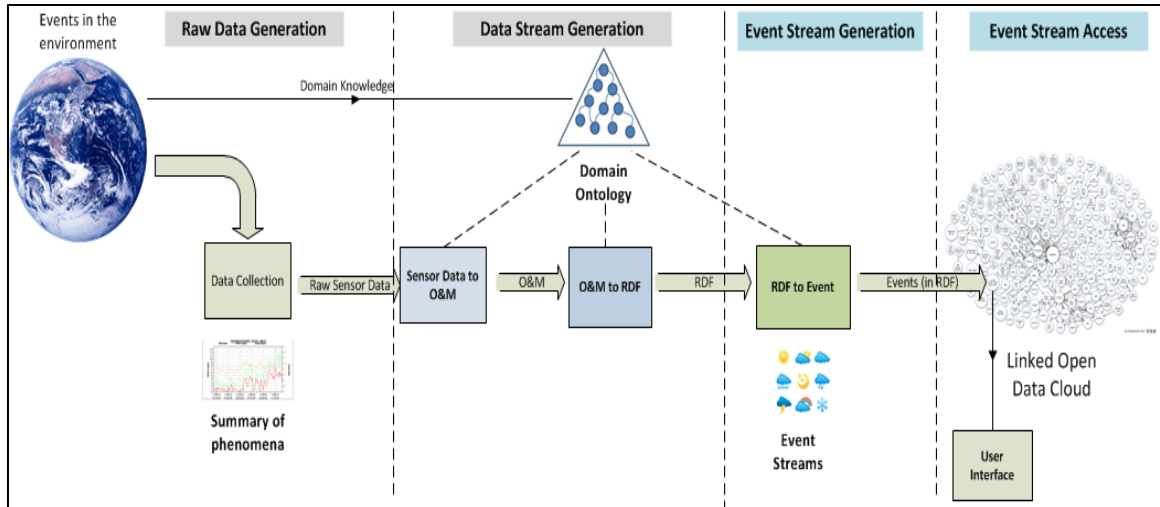 Events in the
environment
Raw Data Generation
Data Stream Generation
Event Stream Generation
Event Stream Access
Domain Knowledge
Domain
Ontology
Data Collection
Raw Sensor Data
Sensor Data to
O&M
O&M
O&M to RDF
RDF
RDF to Event
Events (in RDF)
Summary of
phenomena
Event
Streams
Linked Open
Data Cloud
User
Interface